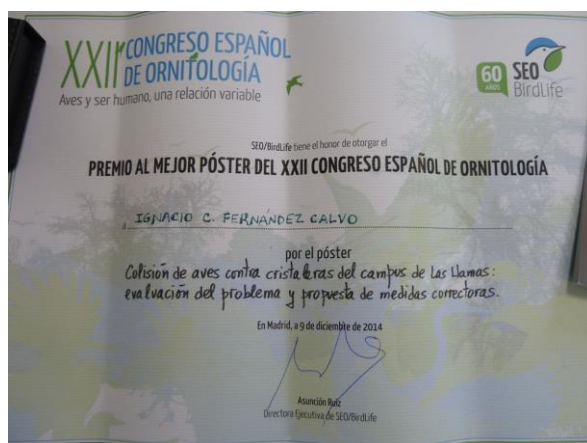 XXII CONGRESO ESPAÑOL
DE ORNITOLOGÍA
Aves y ser humano, una relación variable
60 AÑOS
SEO
BirdLife
SEO/BirdLife tiene el honor de otorgar el
PREMIO AL MEJOR PÓSTER DEL XXII CONGRESO ESPAÑOL DE ORNITOLOGÍA
IGNACIO C. FERNÁNDEZ CALVO
por el póster
Colisión de aves contra cristaleras del campus de Las Llamas:
evaluación del problema y propuesta de medidas correctoras.
En Madrid, a 9 de diciembre de 2014
Asunción Ruiz
Directora Ejecutiva de SEO/BirdLife